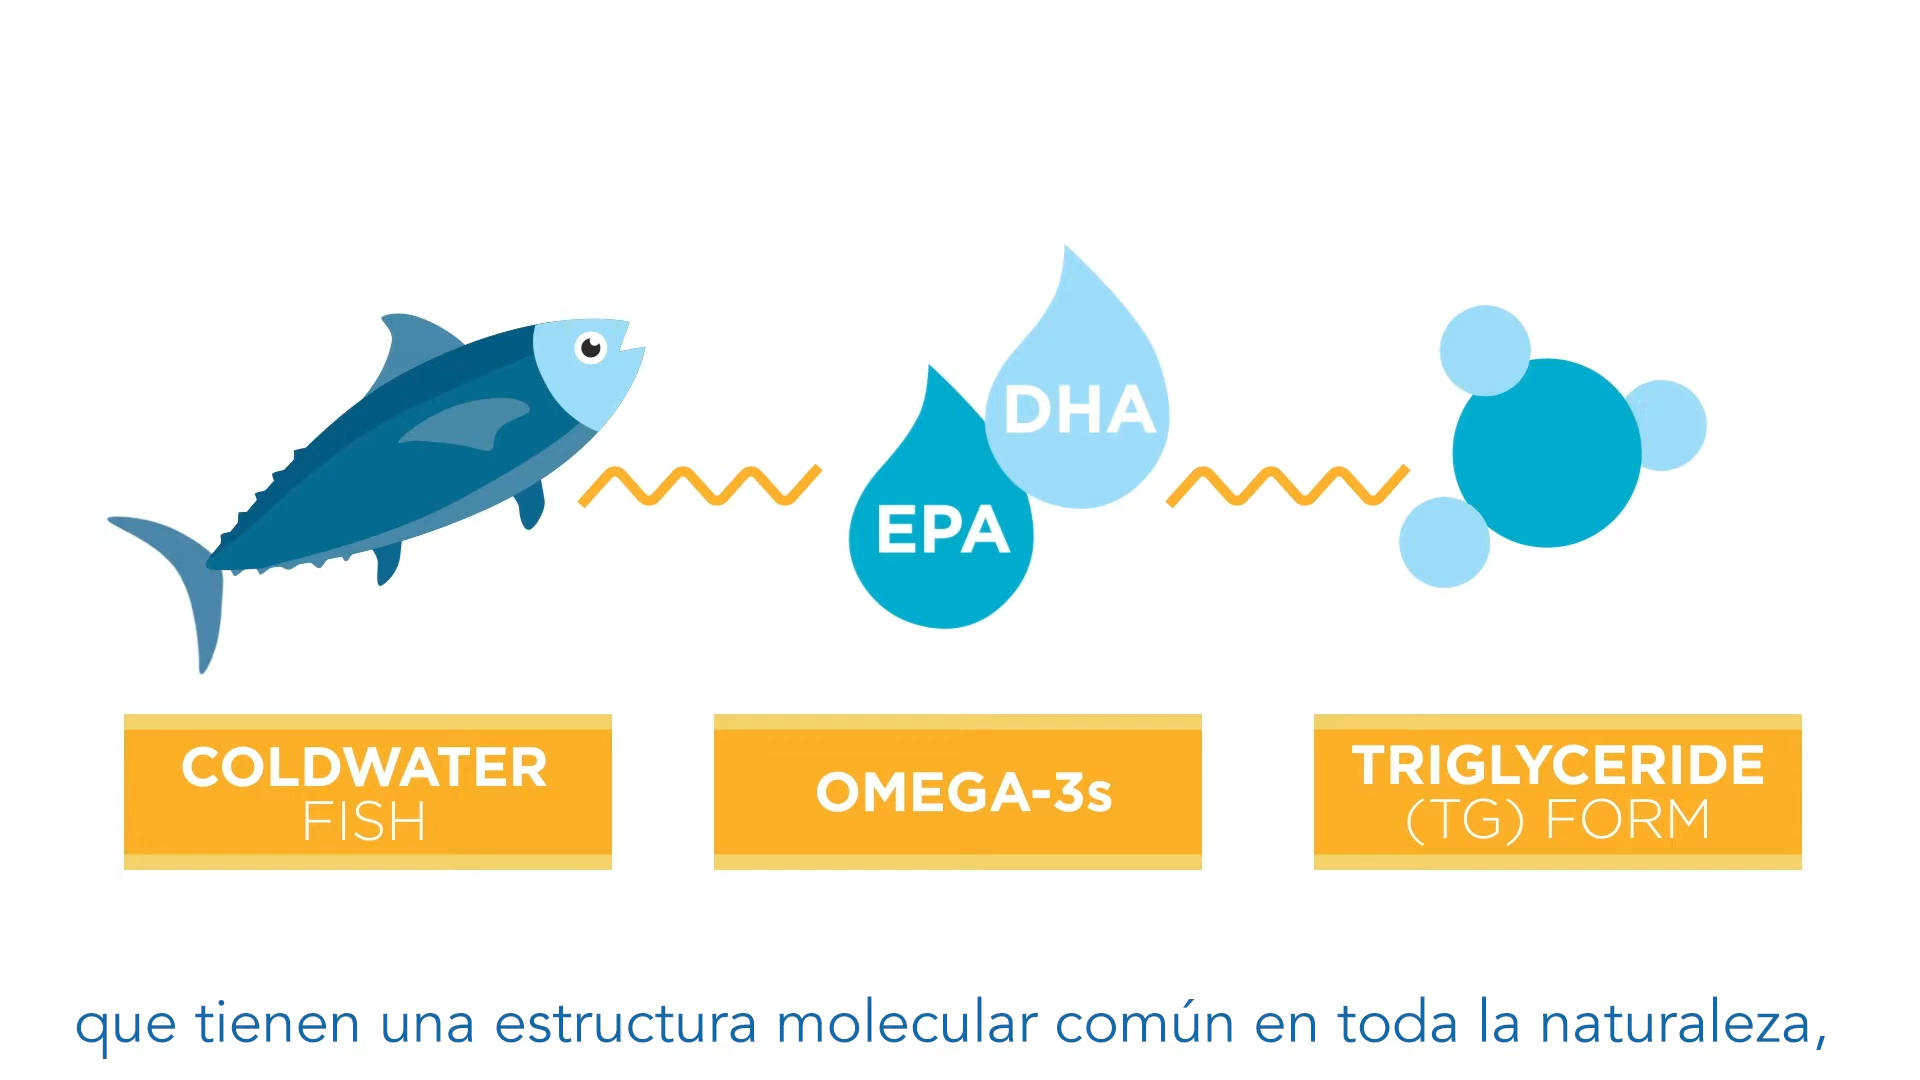 DHA
EPA
COLDWATER
FISH
OMEGA-3s
TRIGLYCERIDE
(TG) FORM
que tienen una estructura molecular común en toda la naturaleza,